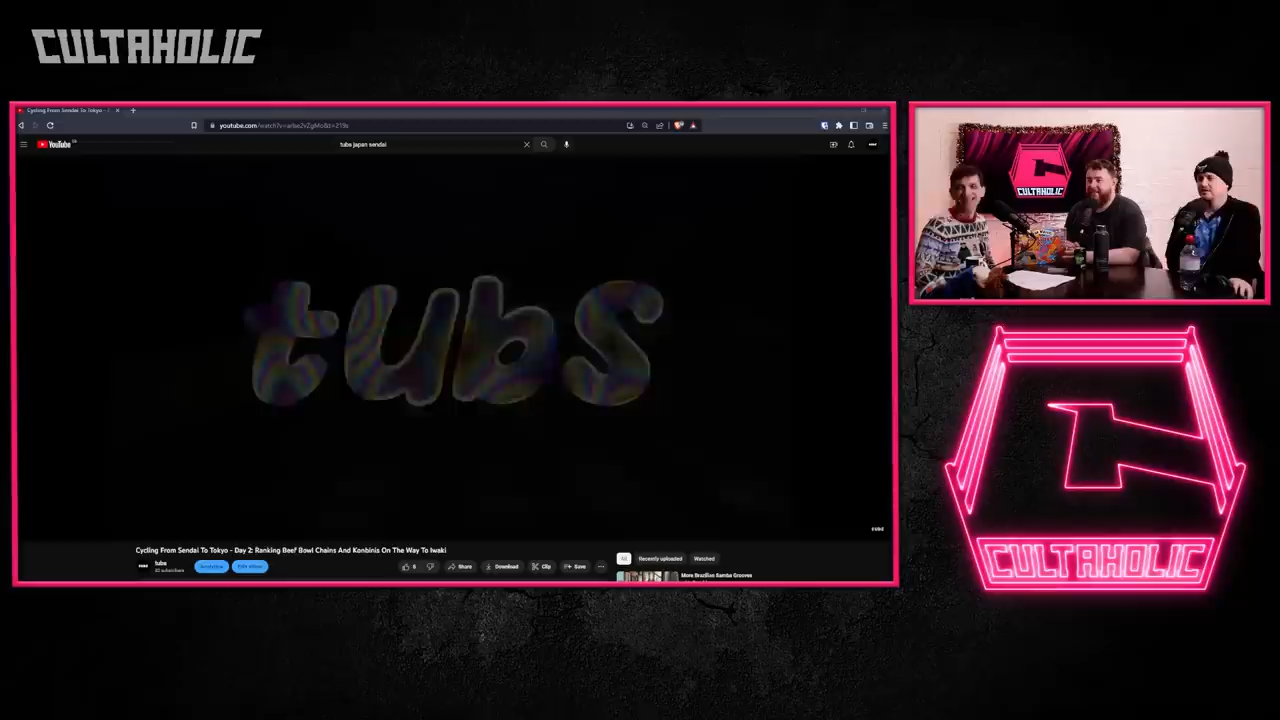 CULTAHOLIC
Cycling From Sendai To Tokyo -
youtube.com
YouTube
tubs japan sendai
CULTAHOLIC
tubs
tubs
Cycling From Sendai To Tokyo - Day 2: Ranking Beef Bowl Chains And Konbinis On The Way To Iwaki
tubs
Share
Download
Clip
Save
All
Recently uploaded
Watched
More Brazilian Samba Grooves
CULTAHOLIC